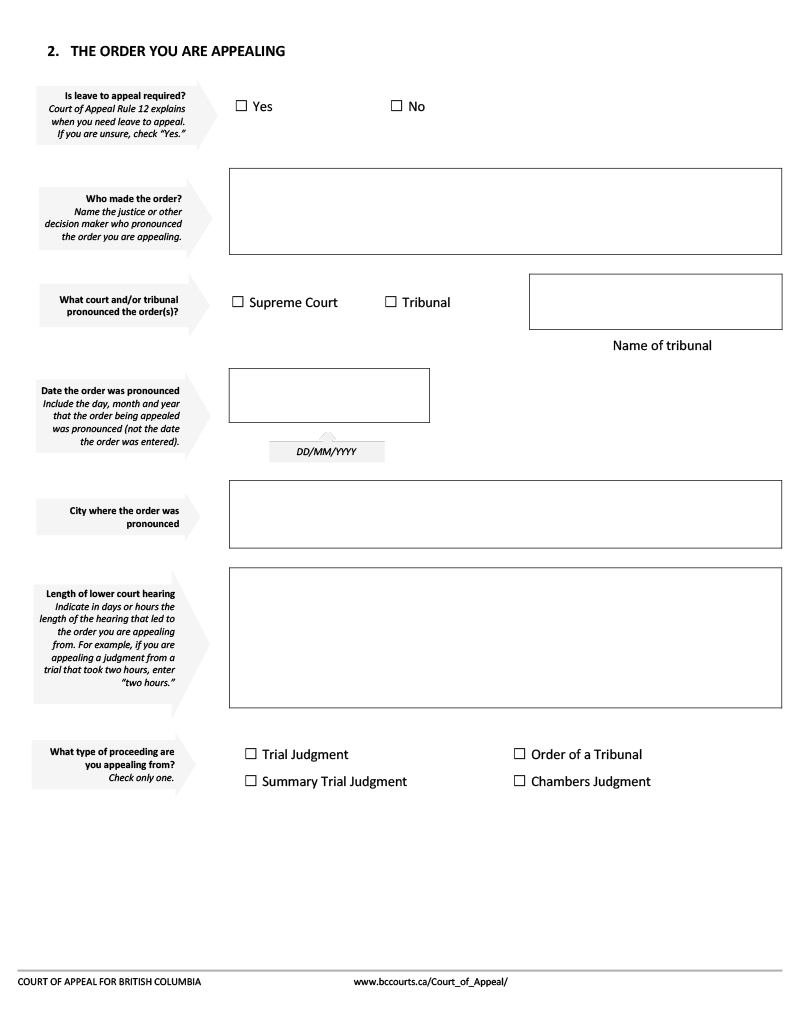 2. THE ORDER YOU ARE APPEALING
Is leave to appeal required?
Court of Appeal Rule 12 explains
when you need leave to appeal.
If you are unsure, check “Yes.”
☐ Yes
☐ No
Who made the order?
Name the justice or other
decision maker who pronounced
the order you are appealing.
What court and/or tribunal
pronounced the order(s)?
☐ Supreme Court
☐ Tribunal
Name of tribunal
Date the order was pronounced
Include the day, month and year
that the order being appealed
was pronounced (not the date
the order was entered).
DD/MM/YYYY
City where the order was
pronounced
Length of lower court hearing
Indicate in days or hours the
length of the hearing that led to
the order you are appealing
from. For example, if you are
appealing a judgment from a
trial that took two hours, enter
“two hours.”
What type of proceeding are
you appealing from?
Check only one.
☐ Trial Judgment
☐ Order of a Tribunal
☐ Summary Trial Judgment
☐ Chambers Judgment
COURT OF APPEAL FOR BRITISH COLUMBIA
www.bccourts.ca/Court_of_Appeal/